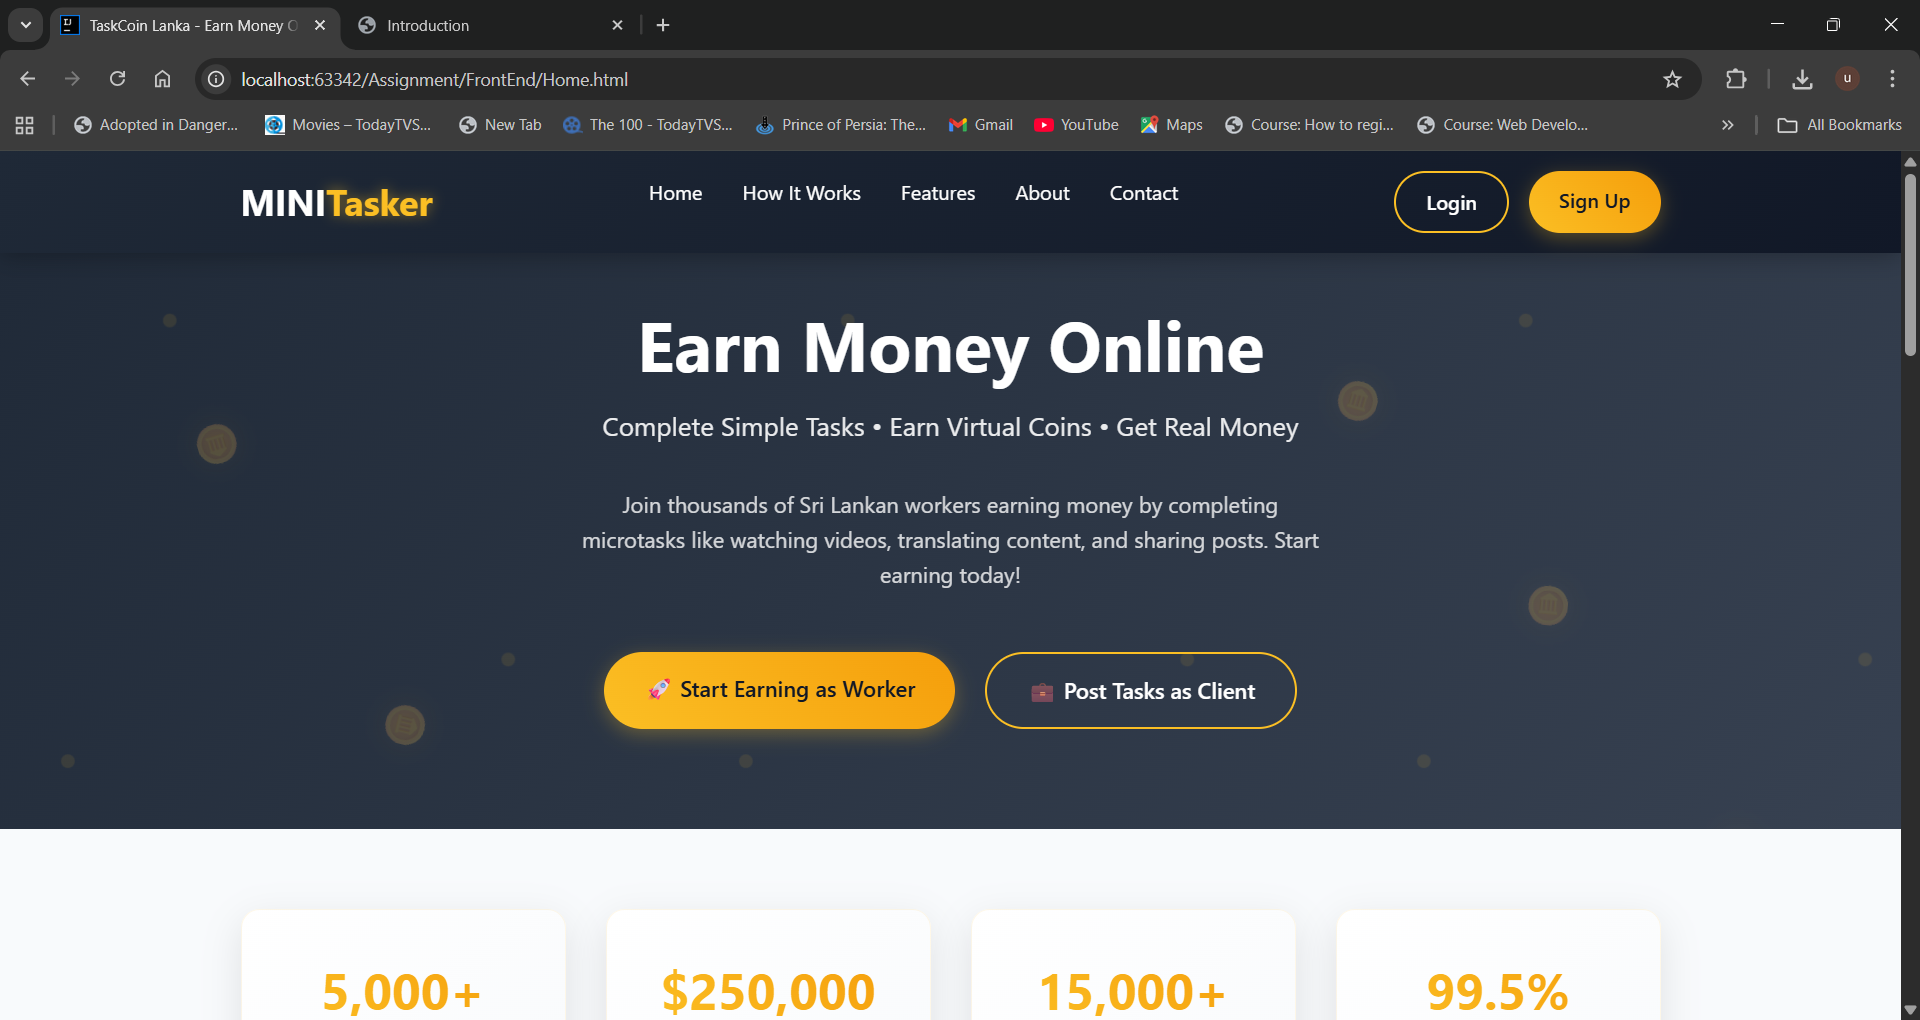 TaskCoin Lanka - Earn Money O
Introduction
localhost:63342/Assignment/FrontEnd/Home.html
u
Adopted in Danger...
Movies – TodayTVS...
New Tab
The 100 - TodayTVS...
Prince of Persia: The...
Gmail
YouTube
Maps
Course: How to regi...
Course: Web Develo...
All Bookmarks
MINITasker
Home
How It Works
Features
About
Contact
Login
Sign Up
Earn Money Online
Complete Simple Tasks • Earn Virtual Coins • Get Real Money
Join thousands of Sri Lankan workers earning money by completing
microtasks like watching videos, translating content, and sharing posts. Start
earning today!
🚀 Start Earning as Worker
💼 Post Tasks as Client
5,000+
$250,000
15,000+
99.5%